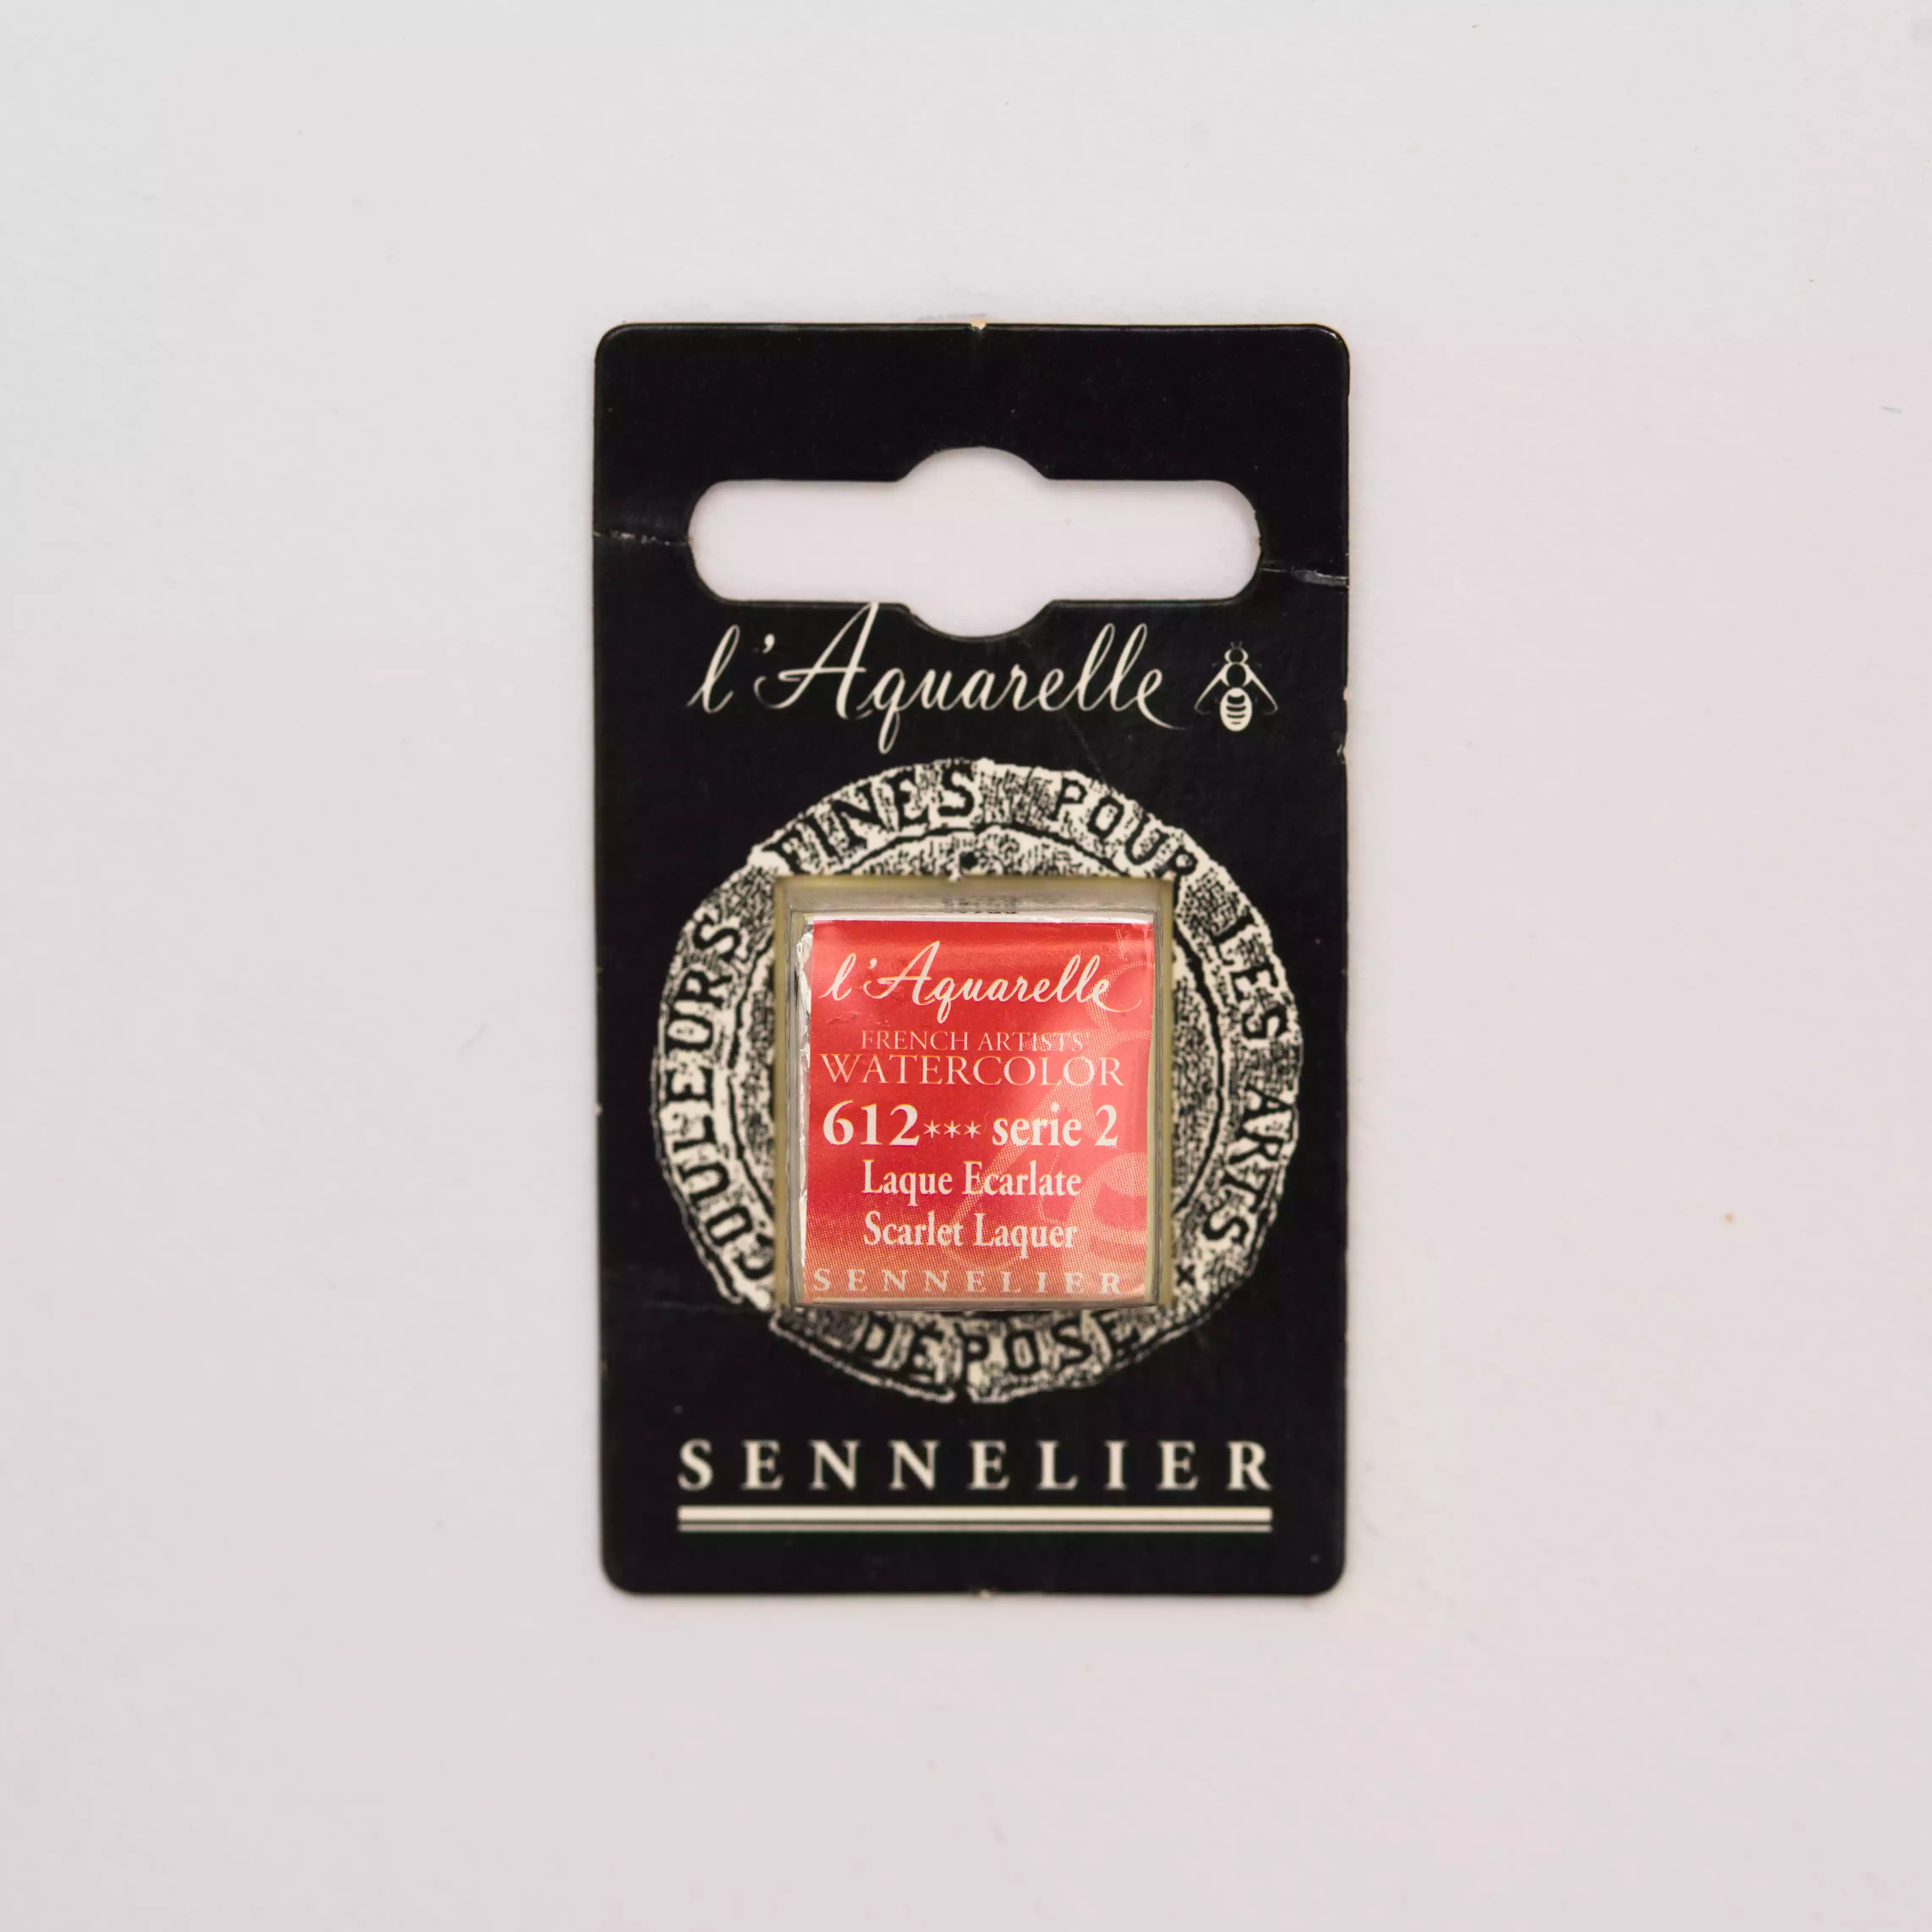 l'Aquarelle
COULEURS FINES POUR LES ARTS
l'Aquarelle
FRENCH ARTISTS'
WATERCOLOR
612*** serie 2
Laque Ecarlate
Scarlet Laquer
SENNELIER
DÉPOSÉ
SENNELIER